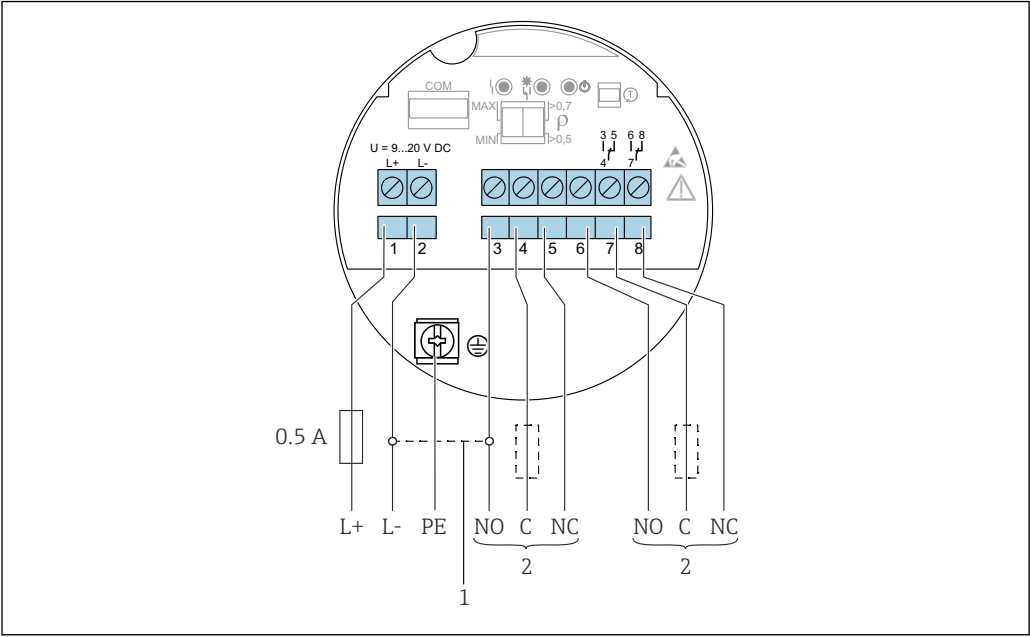 COM
MAX >0,7
ρ
MIN >0,5
3 5 6 8
4 7
U = 9...20 V DC
L+ L-
1 2 3 4 5 6 7 8
0.5 A
L+ L- PE NO C NC NO C NC
2 2
1